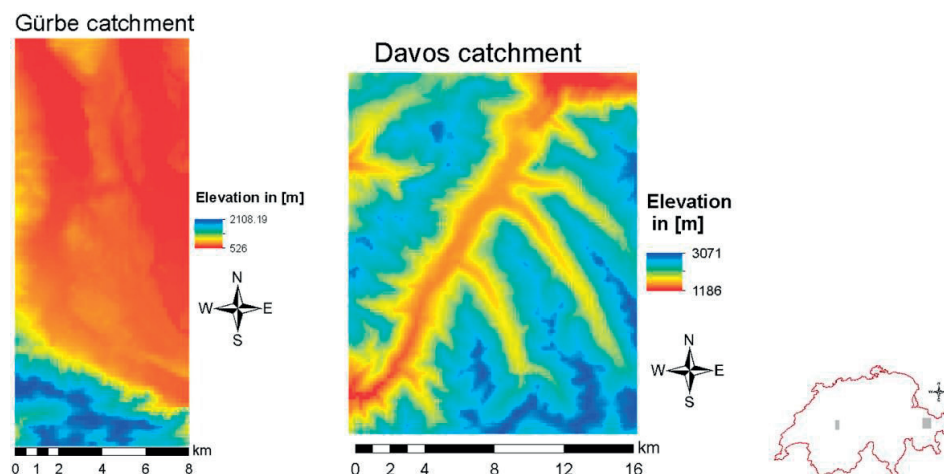 Gürbe catchment
Elevation in [m]
2108.19
526
N
W E
S
km
0 1 2 4 6 8
Davos catchment
Elevation
in [m]
3071
1186
N
W E
S
km
0 2 4 8 12 16